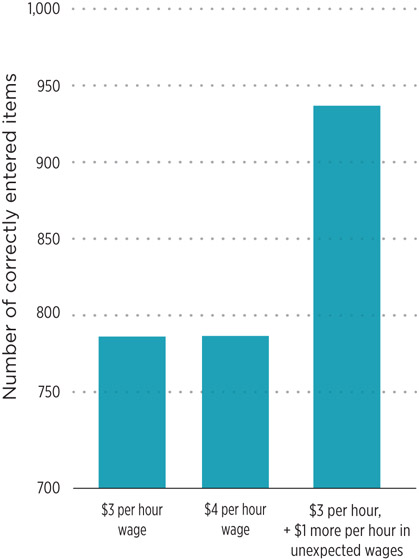 Number of correctly entered items
1,000
950
900
850
800
750
700
$3 per hour
wage
$4 per hour
wage
$3 per hour,
+ $1 more per hour in
unexpected wages